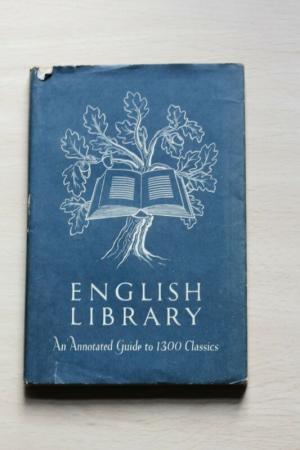 ENGLISH
LIBRARY
An Annotated Guide to 1300 Classics